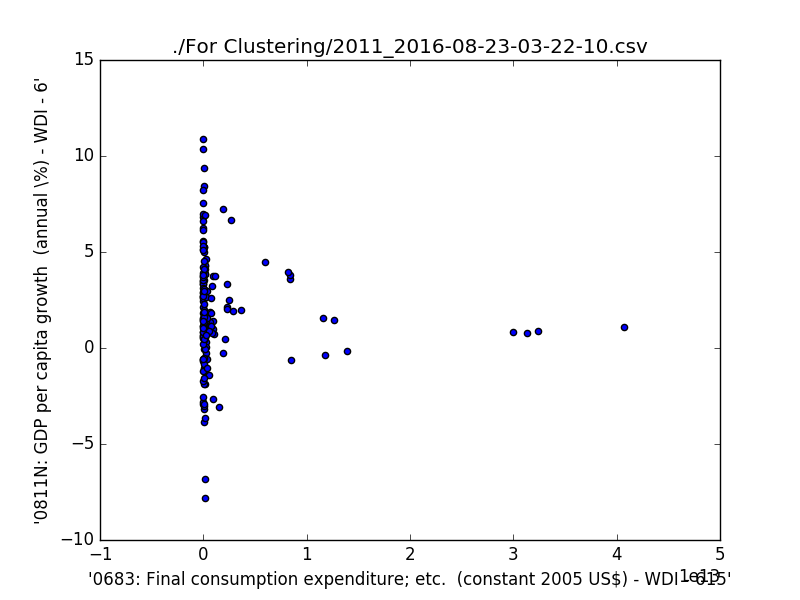 ./For Clustering/2011_2016-08-23-03-22-10.csv
15
10
5
0
−5
−10
'0811N: GDP per capita growth  (annual \%) - WDI - 6'
−1 0 1 2 3 4 5
1e13
'0683: Final consumption expenditure; etc.  (constant 2005 US$) - WDI - 615'